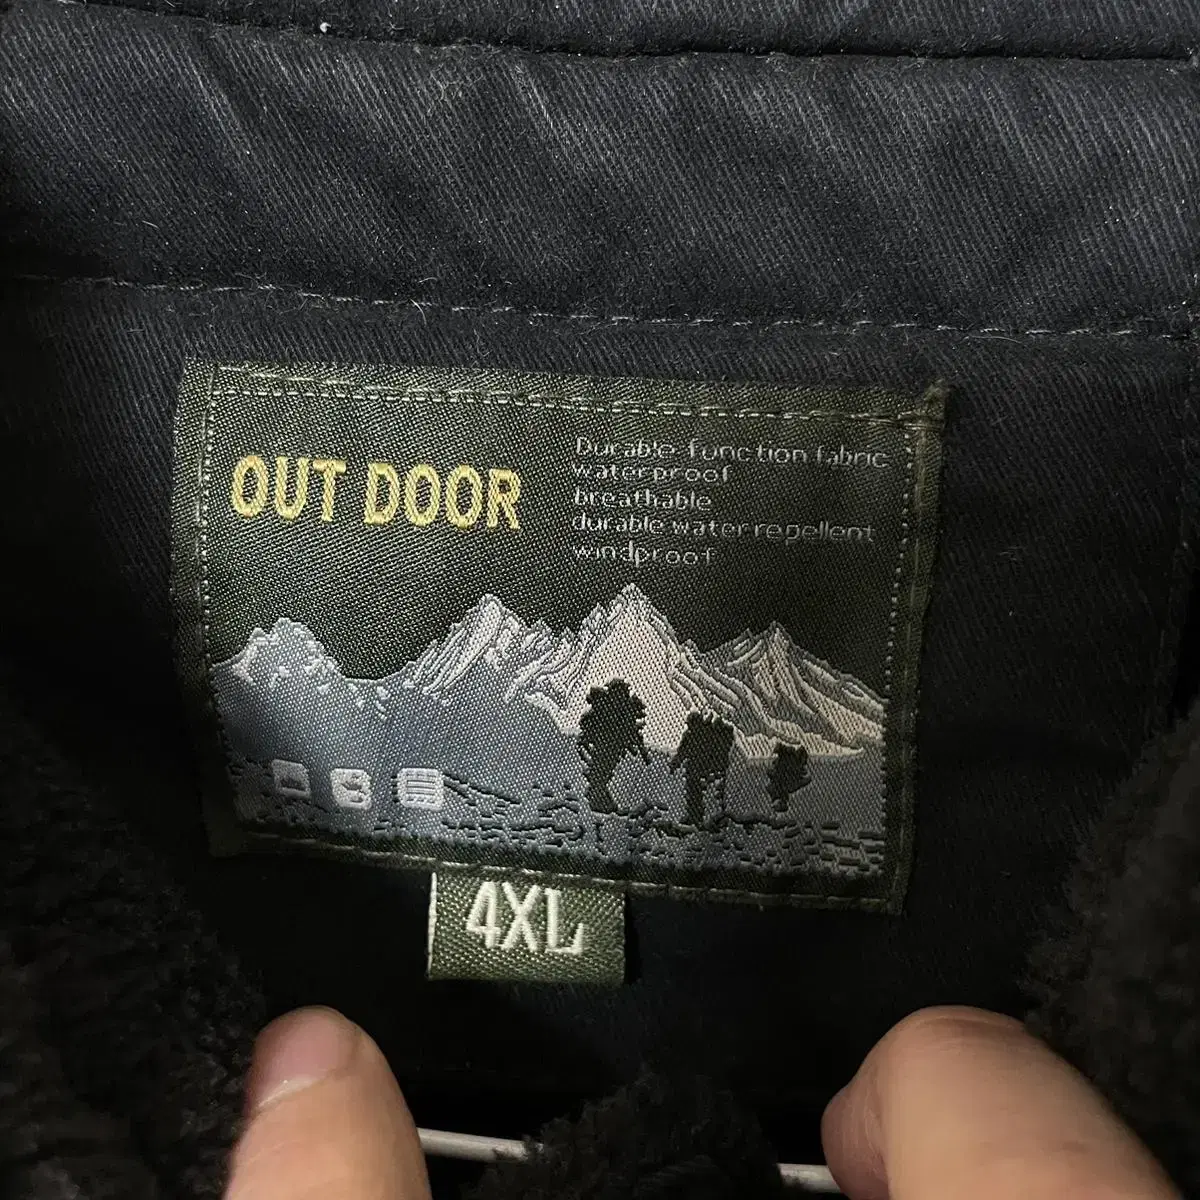 OUT DOOR
Durable function fabric
waterproof
breathable
durable water repellent
windproof
4XL